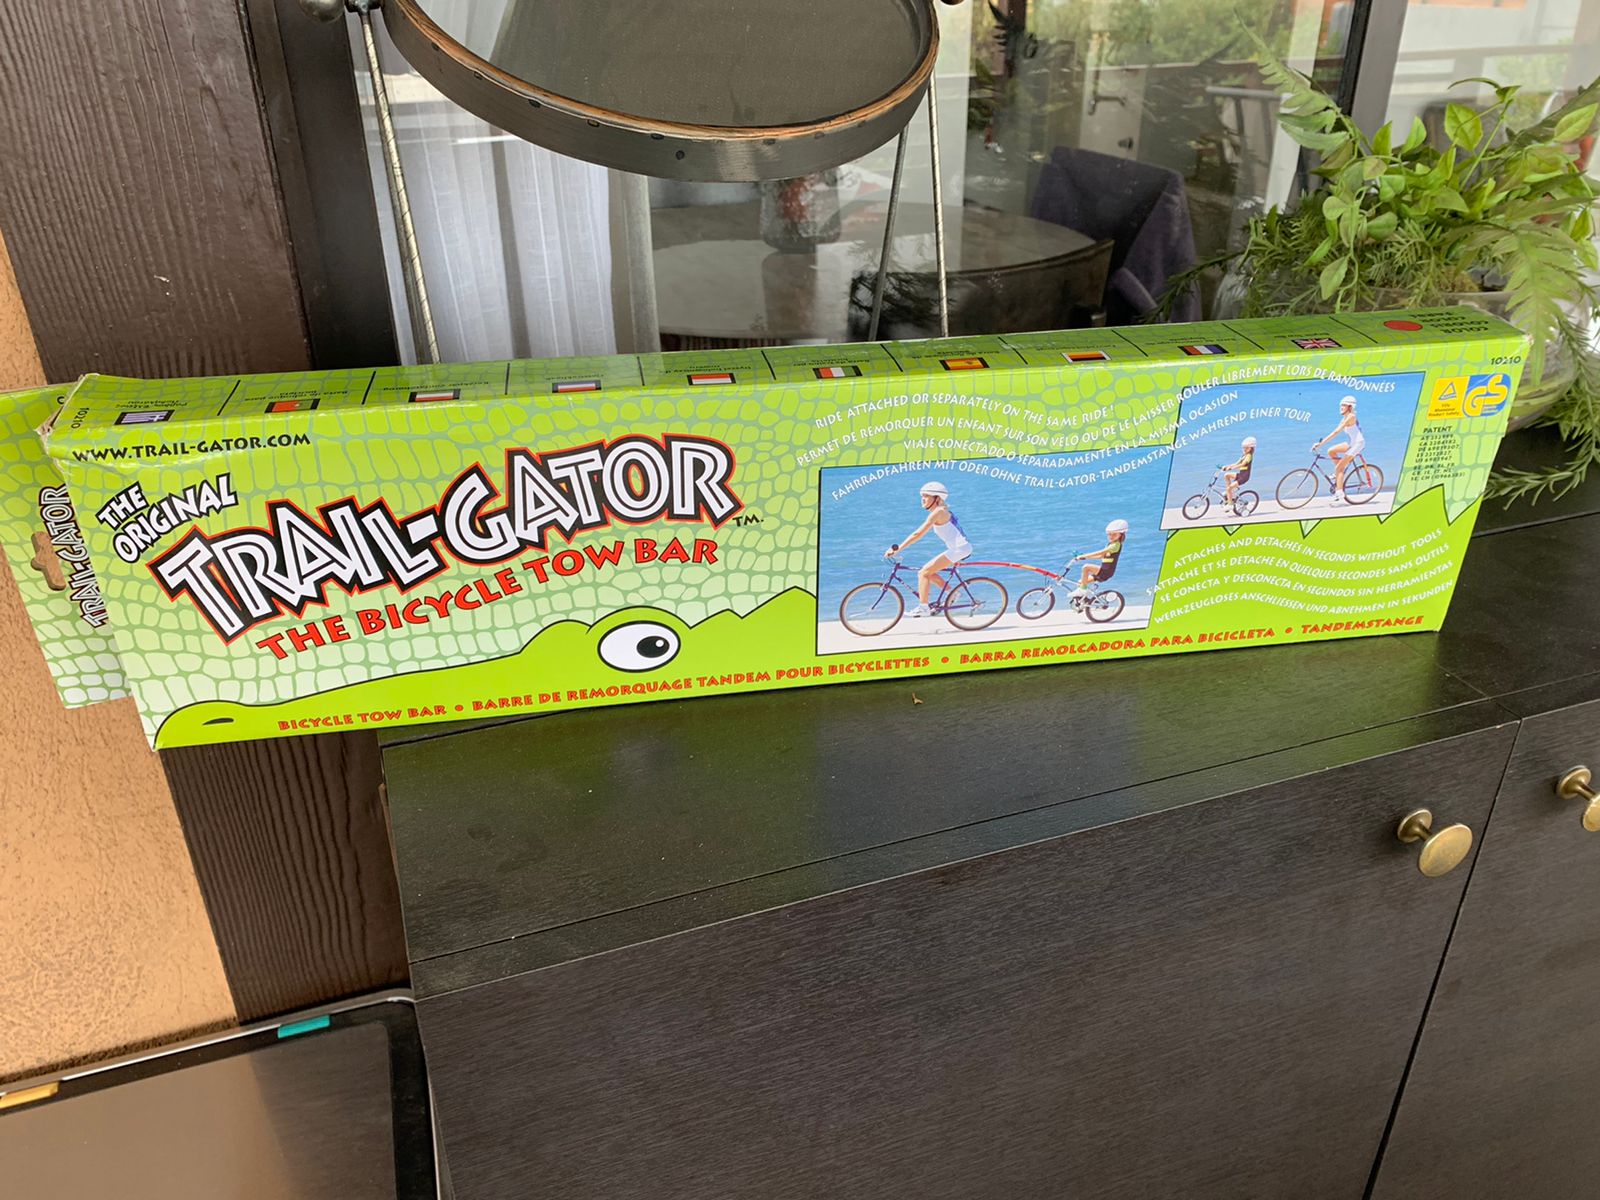 WWW.TRAIL-GATOR.COM
10210
THE
ORIGINAL
TRAIL-GATOR
TM.
THE BICYCLE TOW BAR
TRAIL-GATOR
RIDE ATTACHED OR SEPARATELY ON THE SAME RIDE!
PERMET DE REMORQUER UN ENFANT SUR SON VELO OU DE LE LAISSER ROULER LIBREMENT LORS DE RANDONNÉES
VIAJE CONECTADO O SEPARADAMENTE EN LA MISMA OCASION
FAHRRADFAHREN MIT ODER OHNE TRAIL-GATOR-TANDEMSTANGE WAHREND EINER TOUR
10210
GS
PATENT
ATTACHES AND DETACHES IN SECONDS WITHOUT TOOLS
S'ATTACHE ET SE DÉTACHE EN QUELQUES SECONDES SANS OUTILS
SE CONECTA Y DESCONECTA EN SEGUNDOS SIN HERRAMIENTAS
WERKZEUGLOSES ANSCHLIESSEN UND ABNEHMEN IN SEKUNDEN
BICYCLE TOW BAR • BARRE DE REMORQUAGE TANDEM POUR BICYCLETTES • BARRA REMOLCADORA PARA BICICLETA • TANDEMSTANGE